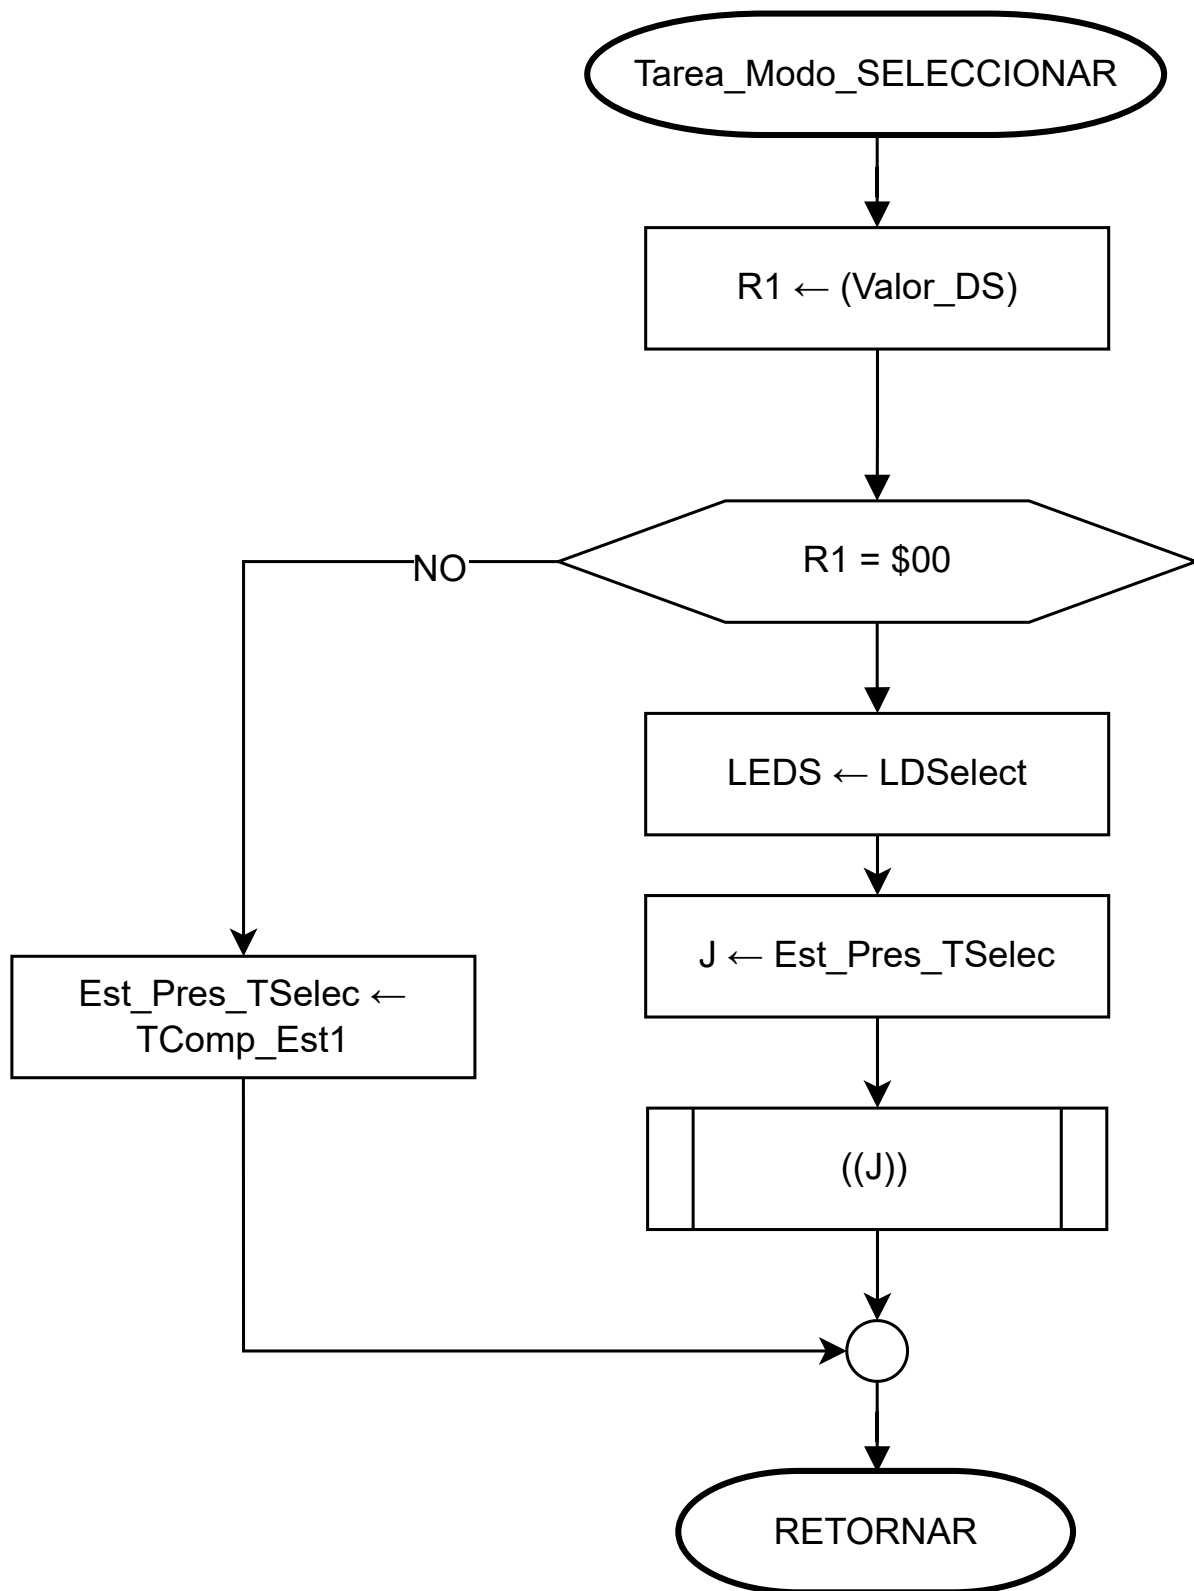 Tarea_Modo_SELECCIONAR
R1 ← (Valor_DS)
R1 = $00
NO
LEDS ← LDSelect
J ← Est_Pres_TSelec
Est_Pres_TSelec ←
TComp_Est1
((J))
RETORNAR